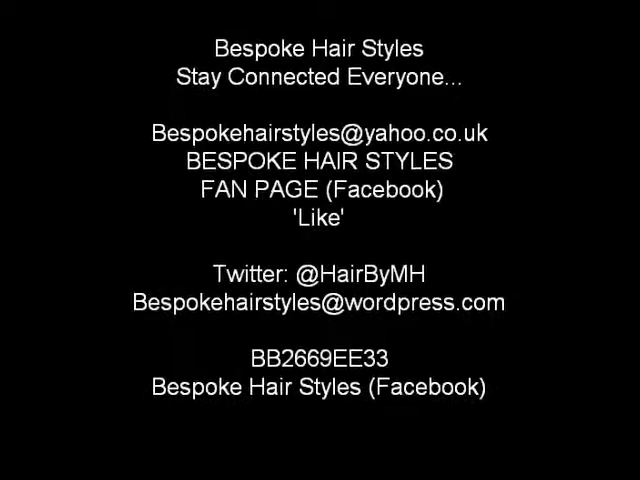 Bespoke Hair Styles
Stay Connected Everyone...
Bespokehairstyles@yahoo.co.uk
BESPOKE HAIR STYLES
FAN PAGE (Facebook)
'Like'
Twitter: @HairByMH
Bespokehairstyles@wordpress.com
BB2669EE33
Bespoke Hair Styles (Facebook)